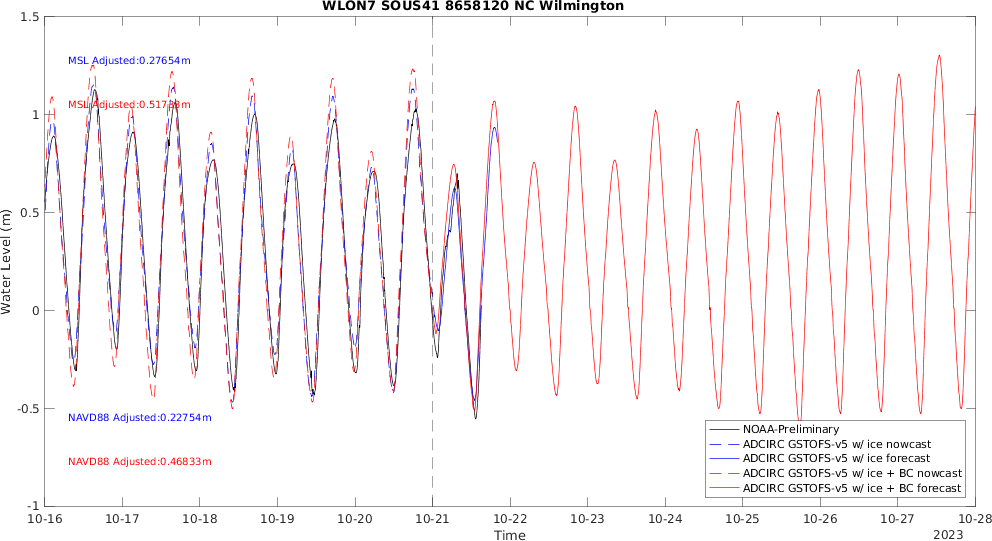 WLON7 SOUS41 8658120 NC Wilmington
1.5
1
0.5
0
-0.5
-1
Water Level (m)
MSL Adjusted:0.27654m
MSL Adjusted:0.51733m
NAVD88 Adjusted:0.22754m
NAVD88 Adjusted:0.46833m
NOAA-Preliminary
ADCIRC GSTOFS-v5 w/ ice nowcast
ADCIRC GSTOFS-v5 w/ ice forecast
ADCIRC GSTOFS-v5 w/ ice + BC nowcast
ADCIRC GSTOFS-v5 w/ ice + BC forecast
10-16 10-17 10-18 10-19 10-20 10-21 10-22 10-23 10-24 10-25 10-26 10-27 10-28
Time
2023